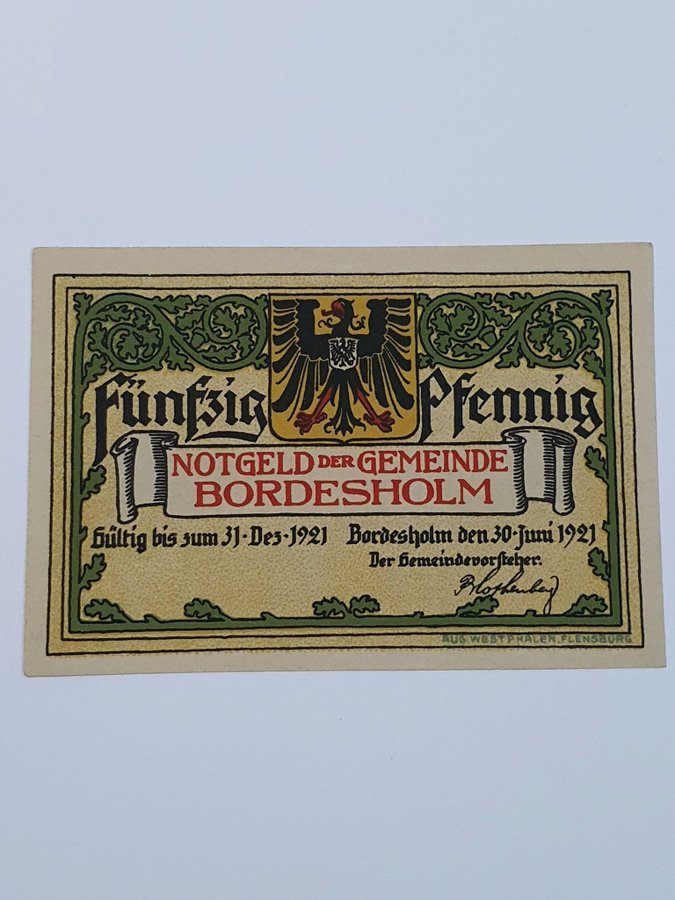 Fünfzig Pfennig
NOTGELD DER GEMEINDE
BORDESHOLM
Gültig bis zum 31·Dez·1921
Bordesholm den 30·Juni 1921
Der Gemeindevorsteher.
AUG. WESTPHALEN, FLENSBURG